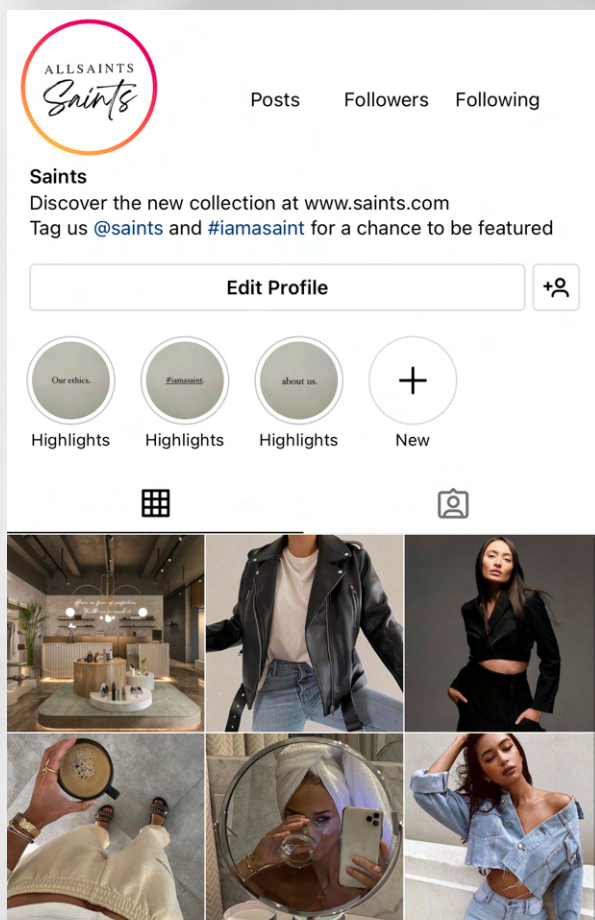 ALLSAINTS
Saints
Posts Followers Following
Saints
Discover the new collection at www.saints.com
Tag us @saints and #iamasaint for a chance to be featured
Edit Profile
Our ethics. #iamasaint. about us.
Highlights Highlights Highlights New